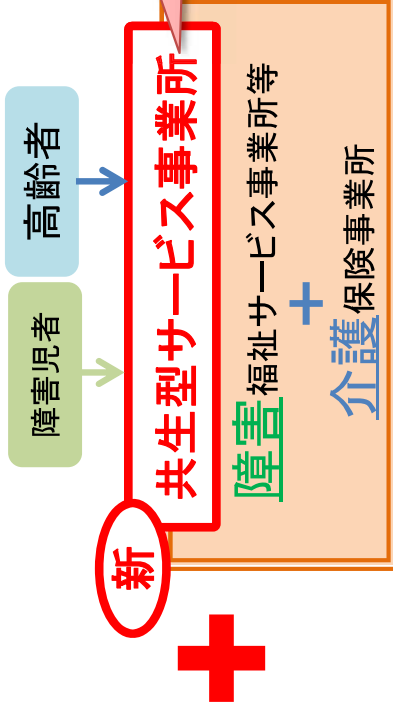 障害児者
高齢者
新
共生型サービス事業所
障害福祉サービス事業所等
＋
介護保険事業所